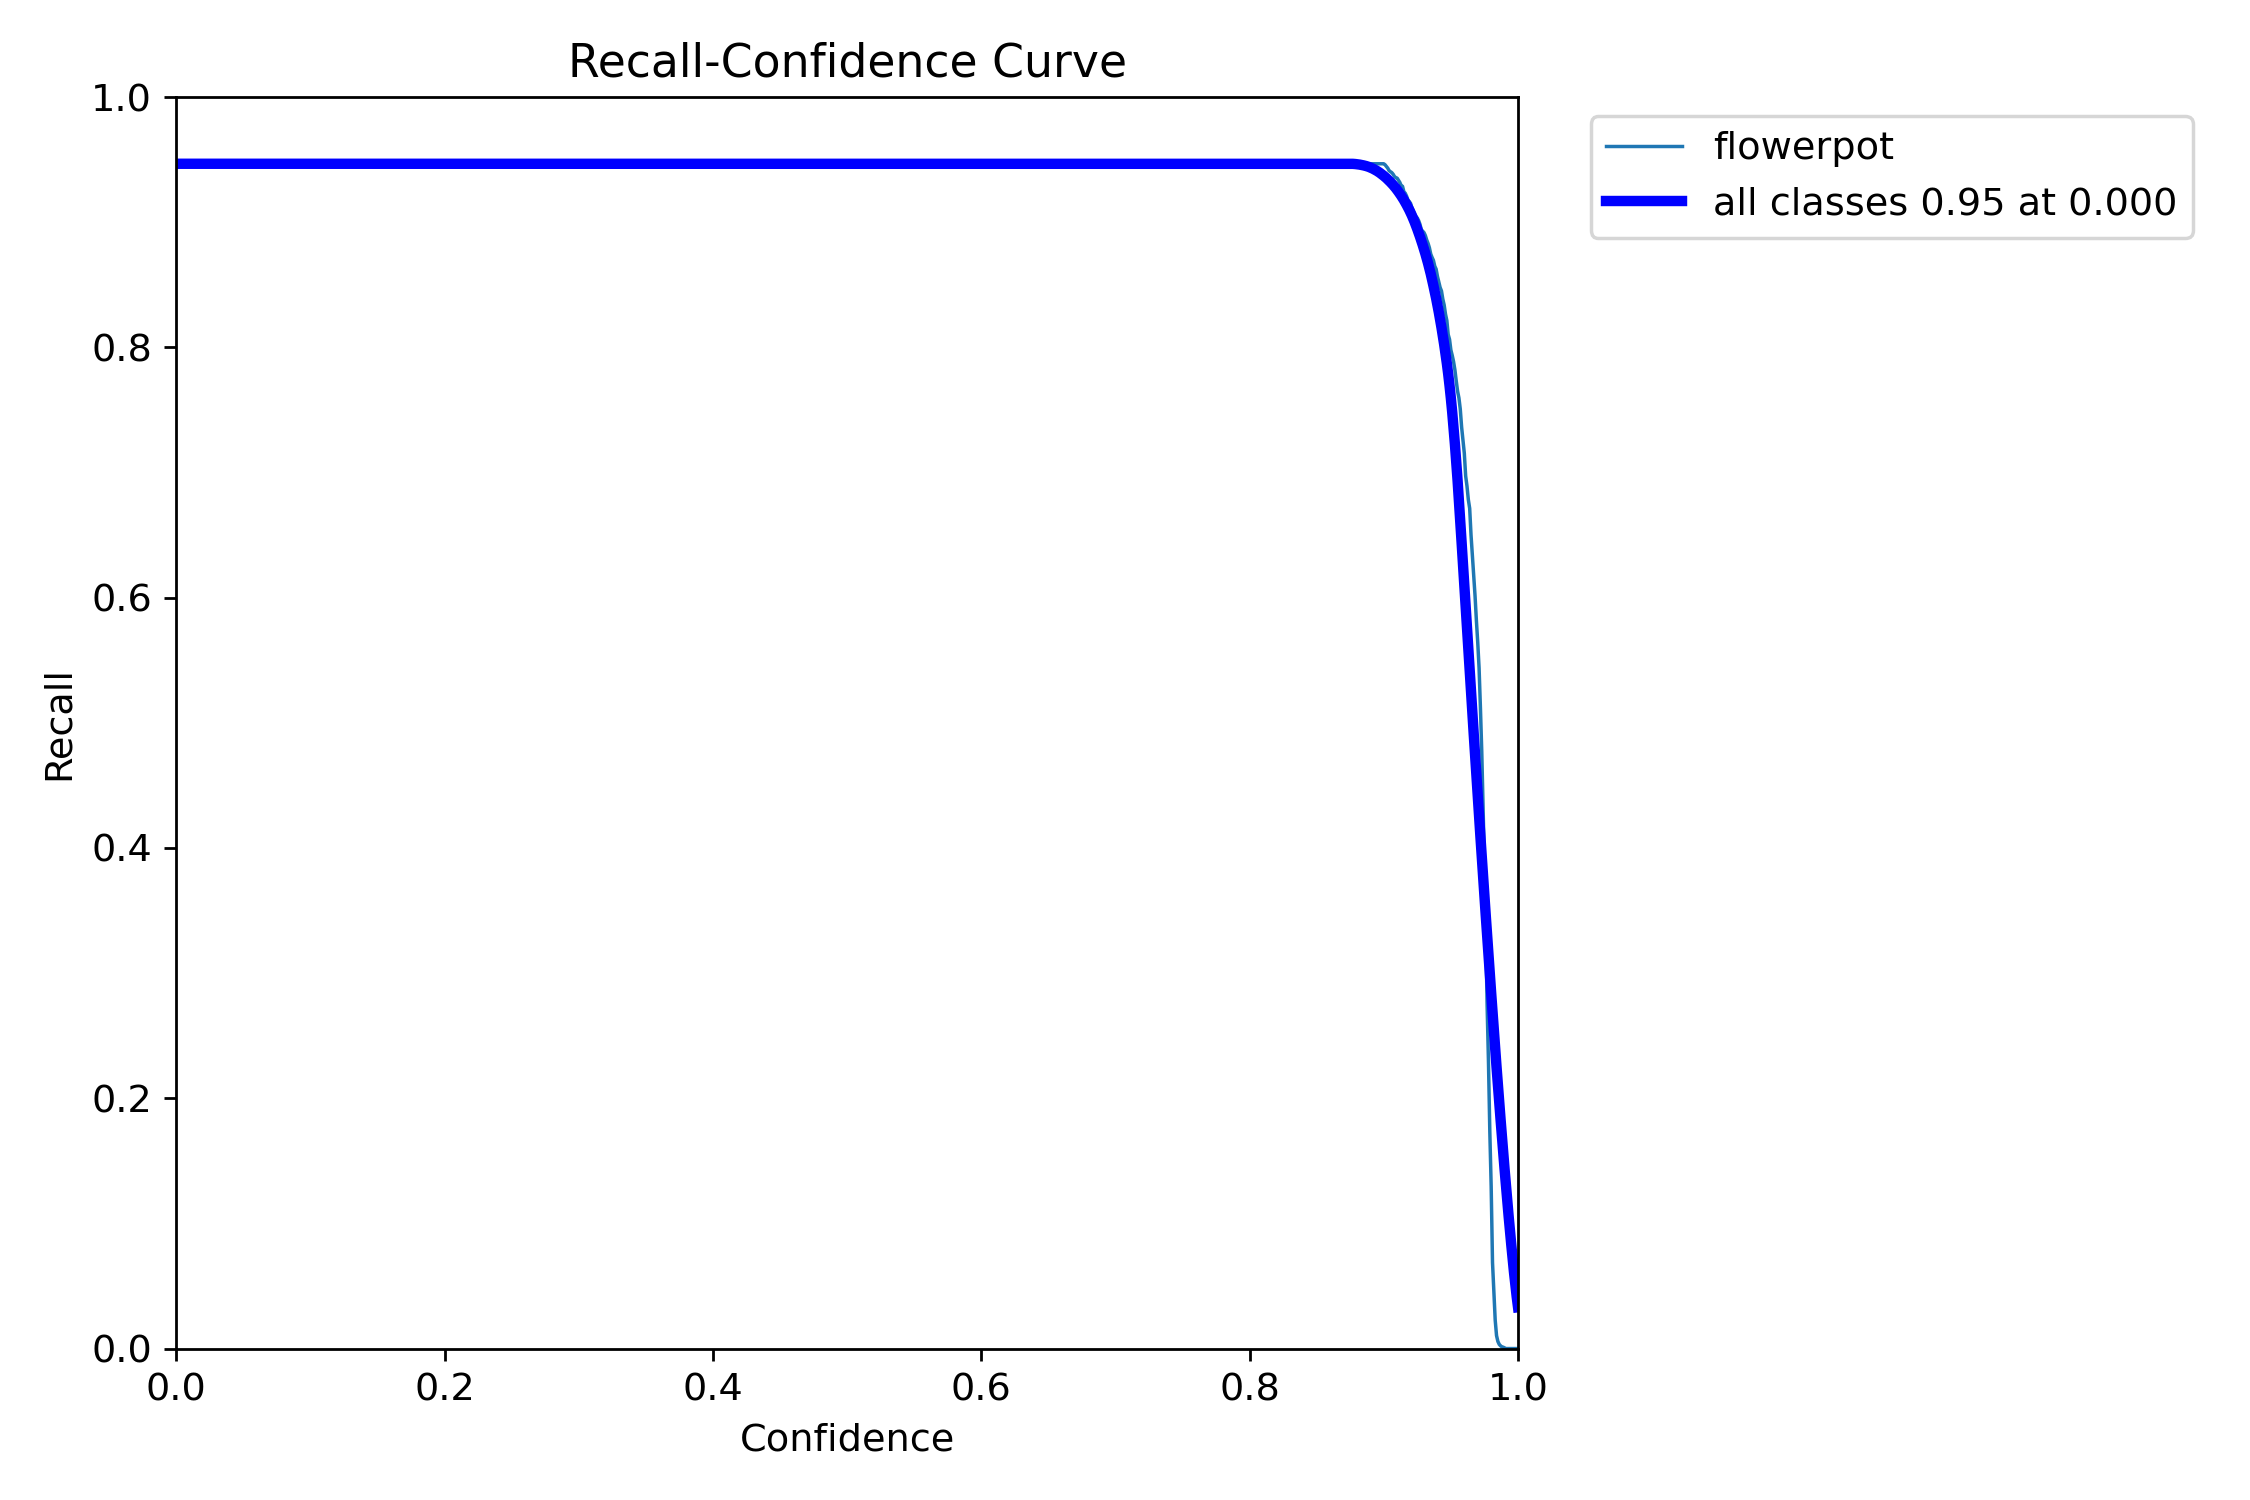 Recall-Confidence Curve
1.0
0.8
0.6
0.4
0.2
0.0
Recall
0.0 0.2 0.4 0.6 0.8 1.0
Confidence
flowerpot
all classes 0.95 at 0.000